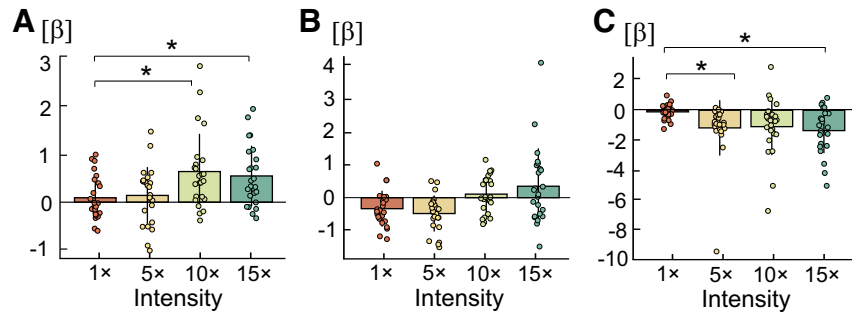 A
[β]
*
*
3
2
1
0
-1
1× 5× 10× 15×
Intensity
B
[β]
4
3
2
1
0
-1
1× 5× 10× 15×
Intensity
C
[β]
*
*
2
0
-2
-4
-6
-8
-10
1× 5× 10× 15×
Intensity